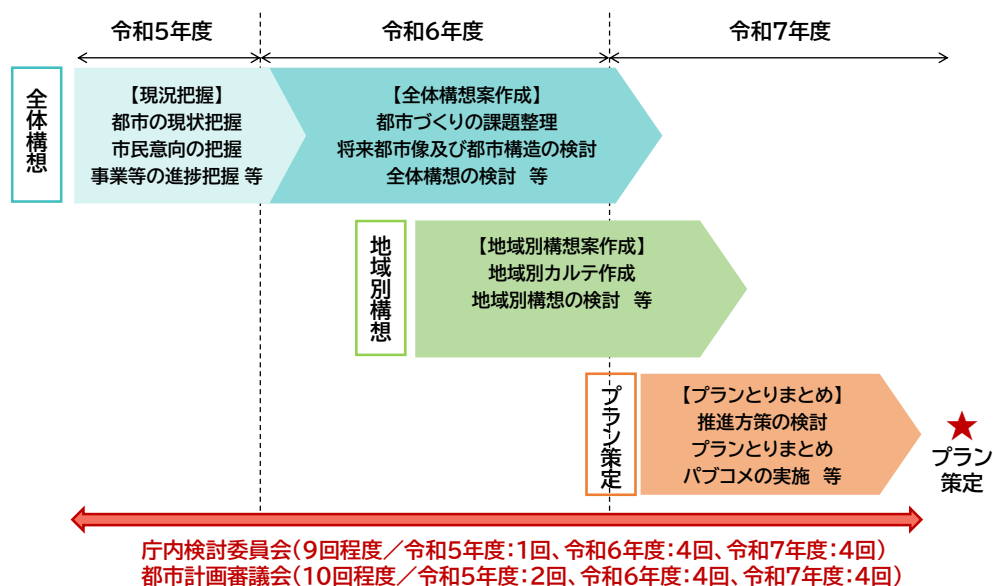 令和5年度
令和6年度
令和7年度
全体構想
【現況把握】
都市の現状把握
市民意向の把握
事業等の進捗把握 等
【全体構想案作成】
都市づくりの課題整理
将来都市像及び都市構造の検討
全体構想の検討 等
地域別構想
【地域別構想案作成】
地域別カルテ作成
地域別構想の検討 等
プラン策定
【プランとりまとめ】
推進方策の検討
プランとりまとめ
パブコメの実施 等
★
プラン
策定
庁内検討委員会(9回程度/令和5年度:1回、令和6年度:4回、令和7年度:4回)
都市計画審議会(10回程度/令和5年度:2回、令和6年度:4回、令和7年度:4回)